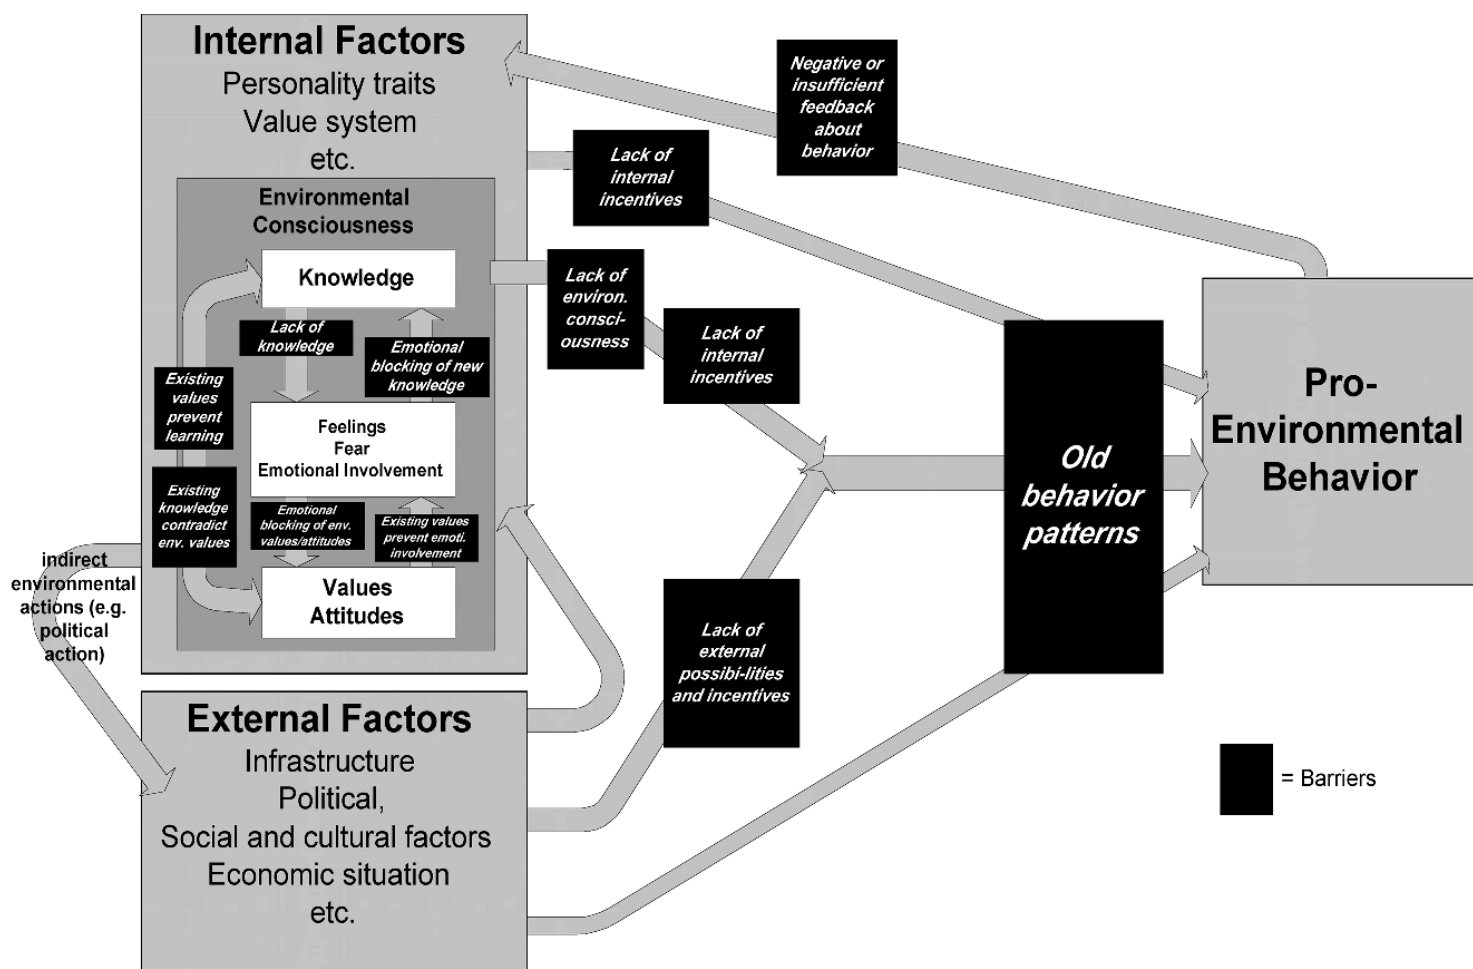 Internal Factors
Personality traits
Value system
etc.
Environmental
Consciousness
Knowledge
Lack of
knowledge
Emotional
blocking of new
knowledge
Existing
values
prevent
learning
Feelings
Fear
Emotional Involvement
Existing
knowledge
contradict
env. values
Emotional
blocking of env.
values/attitudes
Existing values
prevent emoti.
involvement
Values
Attitudes
indirect
environmental
actions (e.g.
political
action)
External Factors
Infrastructure
Political,
Social and cultural factors
Economic situation
etc.
Negative or
insufficient
feedback
about
behavior
Lack of
internal
incentives
Lack of
environ.
consci-
ousness
Lack of
internal
incentives
Lack of
external
possibi-lities
and incentives
Old
behavior
patterns
Pro-
Environmental
Behavior
= Barriers